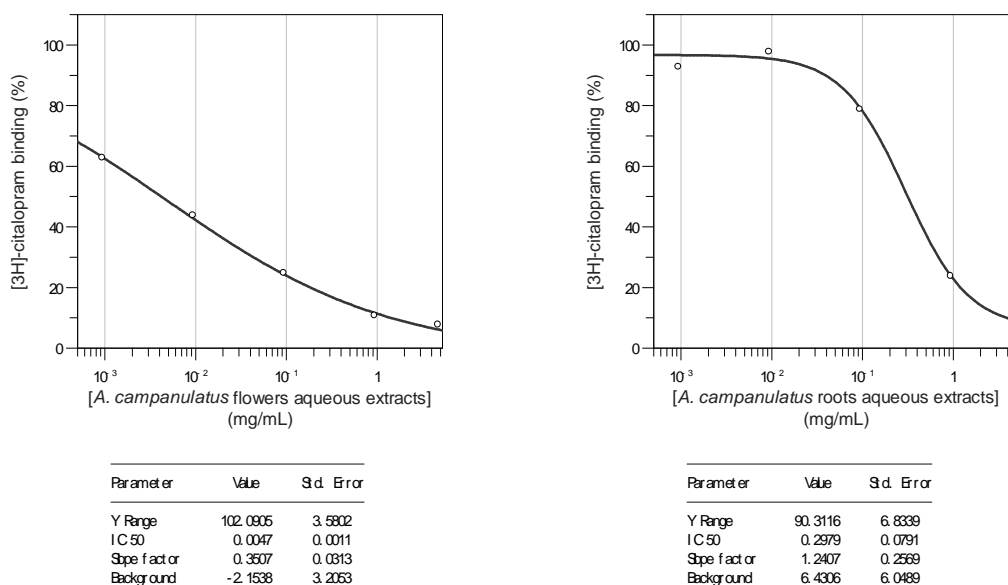 100
80
60
40
20
0
[3H]-citalopram binding (%)
10⁻³ 10⁻² 10⁻¹ 1
[A. campanulatus flowers aqueous extracts]
(mg/mL)
Parameter Value Std. Error
Y Range 102.0905 3.5802
IC50 0.0047 0.0011
Slope factor 0.3507 0.0313
Background -2.1538 3.2053
100
80
60
40
20
0
[3H]-citalopram binding (%)
10⁻³ 10⁻² 10⁻¹ 1
[A. campanulatus roots aqueous extracts]
(mg/mL)
Parameter Value Std. Error
Y Range 90.3116 6.8339
IC50 0.2979 0.0791
Slope factor 1.2407 0.2569
Background 6.4306 6.0489